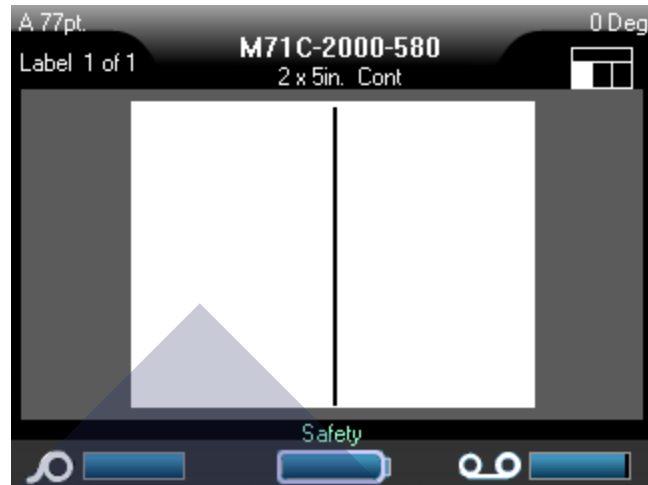 A 77pt.
0 Deg
M71C-2000-580
Label 1 of 1
2 x 5in. Cont
Safety